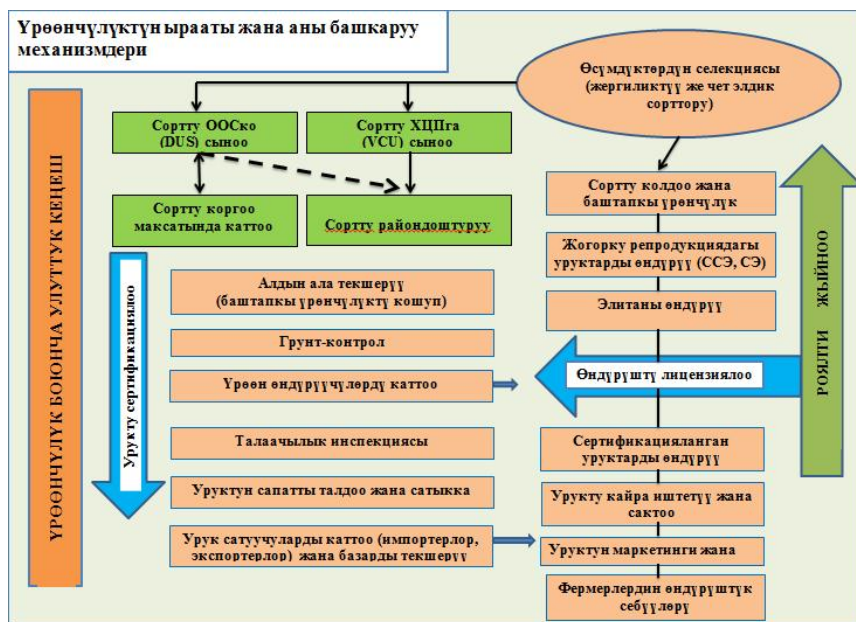 Үрөөнчүлүктүн ырааты жана аны башкаруу
механизмдери
Өсүмдүктөрдүн селекциясы
(жергиликтүү же чет элдик
сорттору)
ҮРӨӨНЧҮЛҮК БОЮНЧА УЛУТТУК КЕҢЕШ
Сортту ООСко
(DUS) сыноо
Сортту ХЦПга
(VCU) сыноо
Сортту коргоо
максатында каттоо
Сортту райондоштуруу
Сортту колдоо жана
баштапкы үрөнчүлүк
Жогорку репродукциядагы
уруктарды өндүрүү (ССЭ, СЭ)
Элитаны өндүрүү
РОЯЛТИ ЖЫЙНОО
Урукту сертификациялоо
Алдын ала текшерүү
(баштапкы үрөнчүлүктү кошуп)
Грунт-контрол
Үрөөн өндүрүүчүлөрдү каттоо
Өндүрүштү лицензиялоо
Талаачылык инспекциясы
Уруктун сапатты талдоо жана сатыкка
Урук сатуучуларды каттоо (импортерлор,
экспортерлор) жана базарды текшерүү
Сертификацияланган
уруктарды өндүрүү
Урукту кайра иштетүү жана
сактоо
Уруктун маркетинги жана
Фермерлердин өндүрүштүк
себүүлөрү